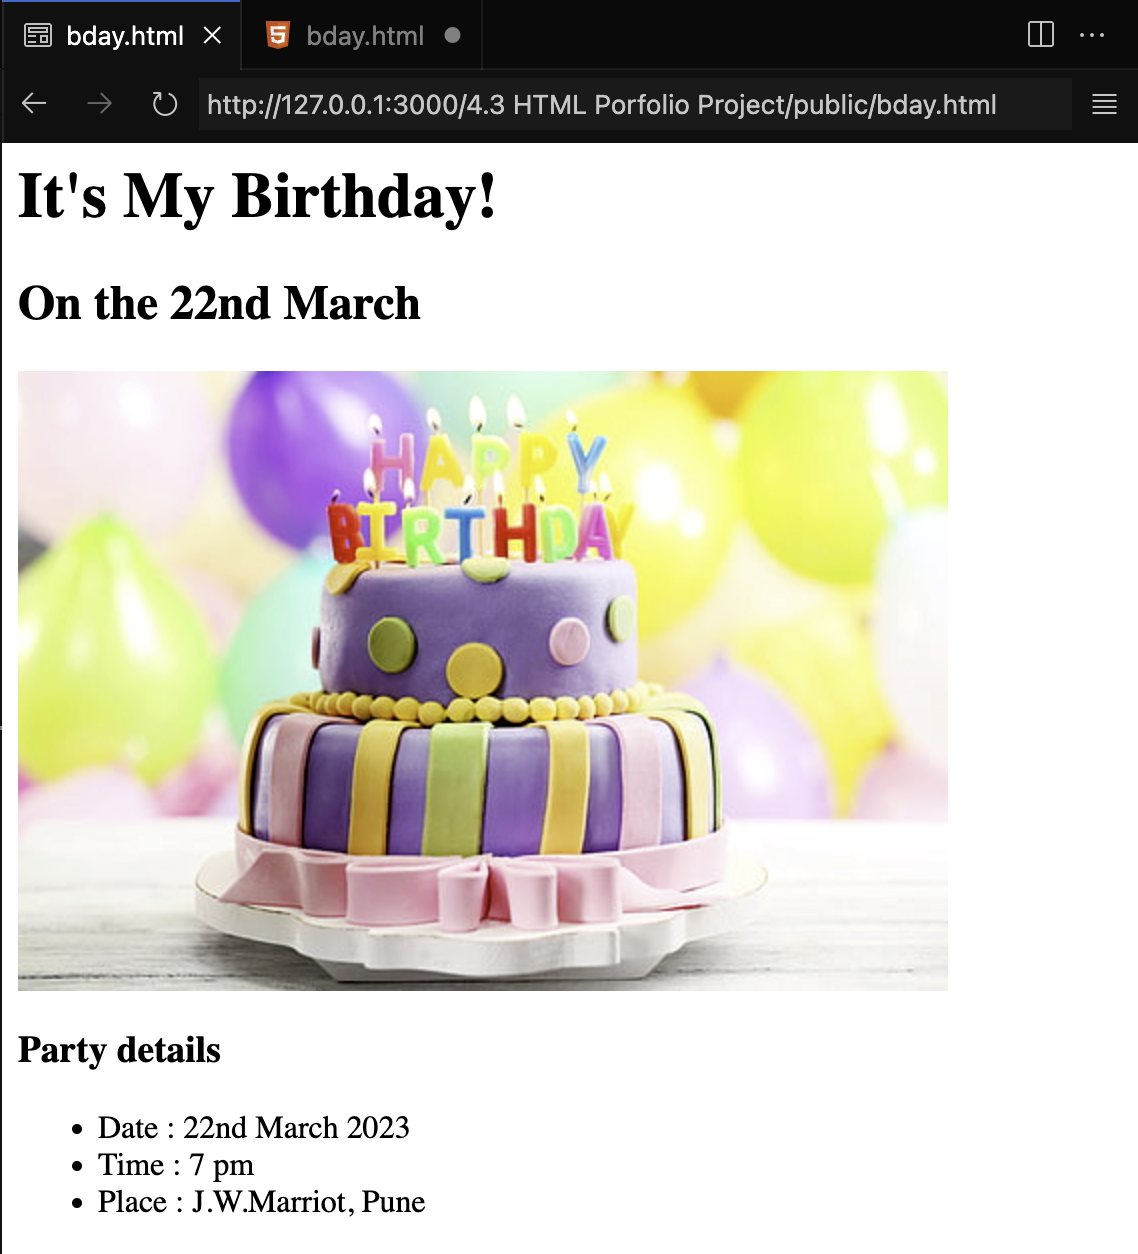 bday.html
bday.html
http://127.0.0.1:3000/4.3 HTML Porfolio Project/public/bday.html
It's My Birthday!
On the 22nd March
HAPPY
BIRTHDAY
Party details
Date : 22nd March 2023
Time : 7 pm
Place : J.W.Marriot, Pune